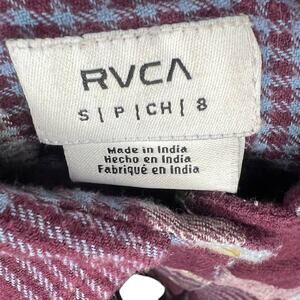 RVCA
S | P | CH | 8
Made in India
Hecho en India
Fabriqué en India